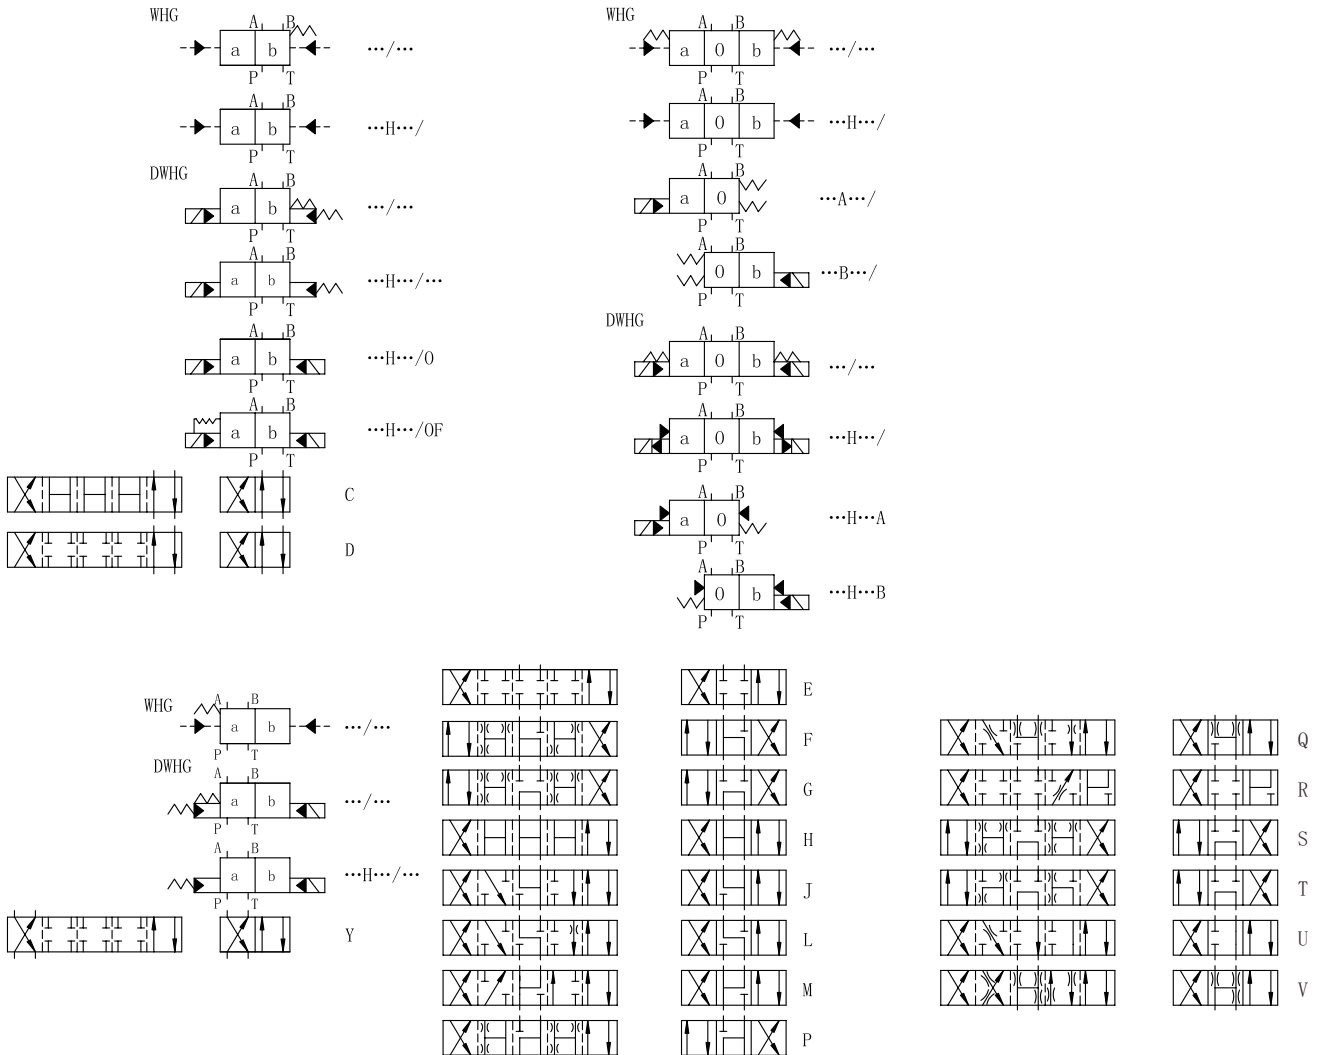 WHG
A B
a b
P T
···/···
A B
a b
P T
···H···/
DWHG
A B
a b
P T
···/···
A B
a b
P T
···H···/···
A B
a b
P T
···H···/O
A B
a b
P T
···H···/OF
C
D
WHG
A B
a 0 b
P T
···/···
A B
a 0 b
P T
···H···/
A B
a 0
P T
···A···/
A B
0 b
P T
···B···/
DWHG
A B
a 0 b
P T
···/···
A B
a 0 b
P T
···H···/
A B
a 0
P T
···H···A
A B
0 b
P T
···H···B
WHG
A B
a b
P T
···/···
DWHG
A B
a b
P T
···/···
A B
a b
P T
···H···/···
Y
E
F
G
H
J
L
M
P
Q
R
S
T
U
V